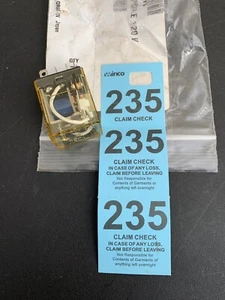 winco
235
CLAIM CHECK
235
CLAIM CHECK
IN CASE OF ANY LOSS,
CLAIM BEFORE LEAVING
Not Responsible for
Contents of Garments or
anything left overnight
235
CLAIM CHECK
IN CASE OF ANY LOSS,
CLAIM BEFORE LEAVING
Not Responsible for
Contents of Garments or
anything left overnight